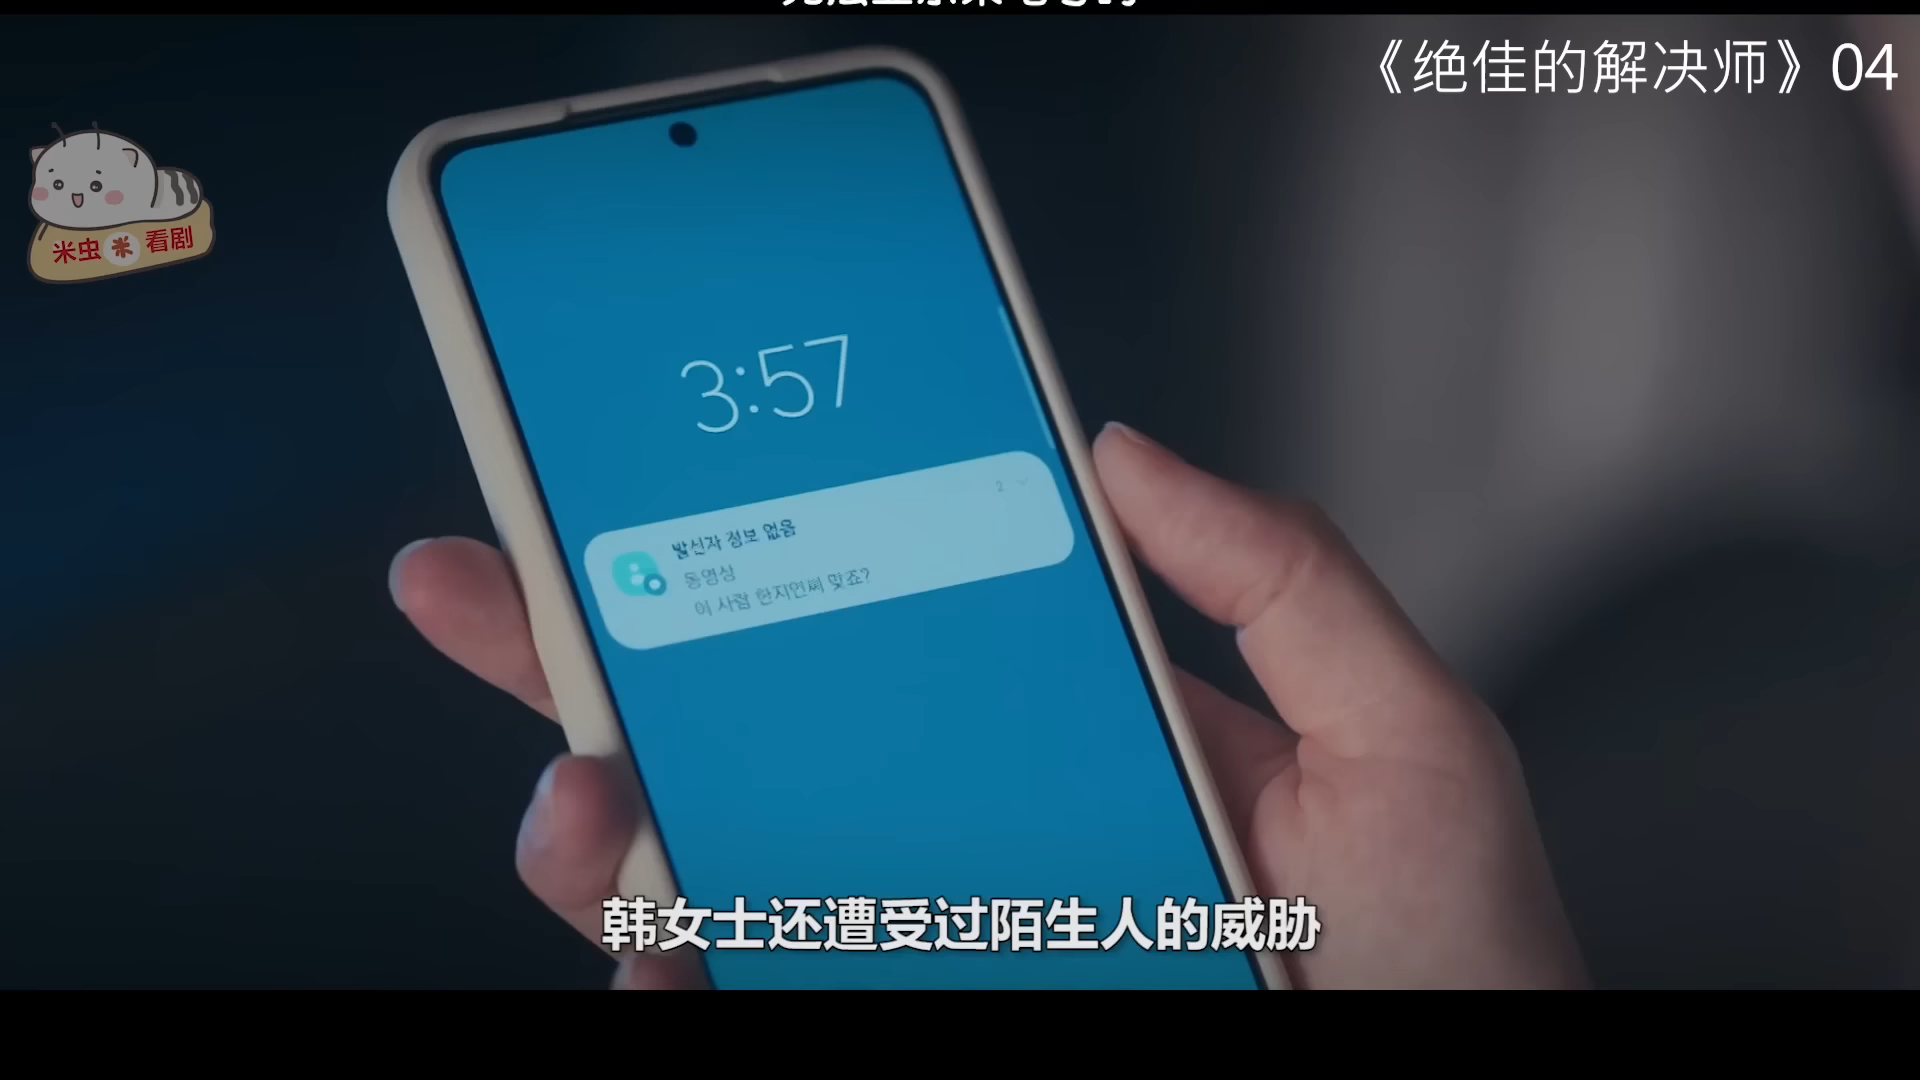 《绝佳的解决师》04
米虫米看剧
3:57
2
발신자 정보 없음
동영상
이 사람 한지연씨 맞죠?
韩女士还遭受过陌生人的威胁